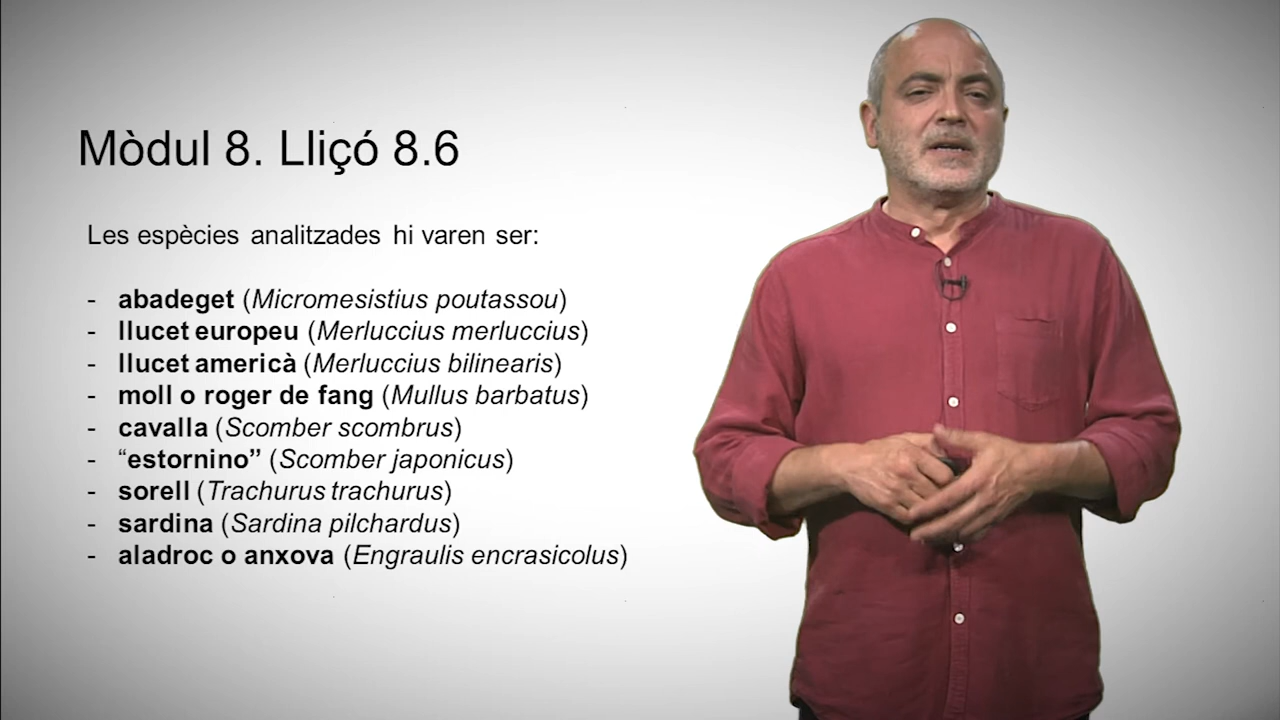 Mòdul 8. Lliçó 8.6
Les espècies analitzades hi varen ser:
- abadeget (Micromesistius poutassou)
- llucet europeu (Merluccius merluccius)
- llucet americà (Merluccius bilinearis)
- moll o roger de fang (Mullus barbatus)
- cavalla (Scomber scombrus)
- “estornino” (Scomber japonicus)
- sorell (Trachurus trachurus)
- sardina (Sardina pilchardus)
- aladroc o anxova (Engraulis encrasicolus)